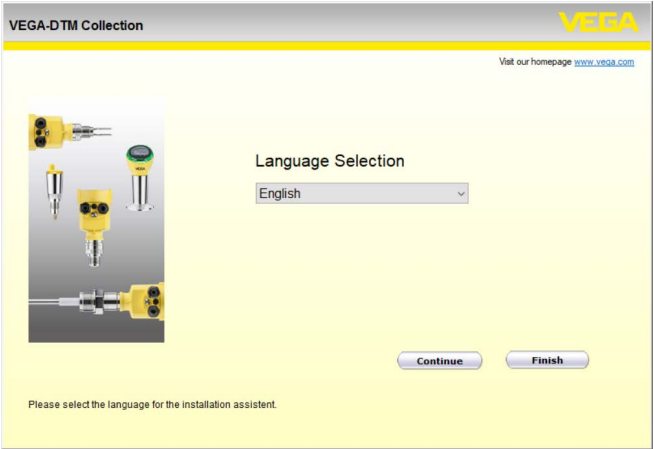 VEGA-DTM Collection
VEGA
Visit our homepage www.vega.com
Language Selection
English
Continue
Finish
Please select the language for the installation assistent.